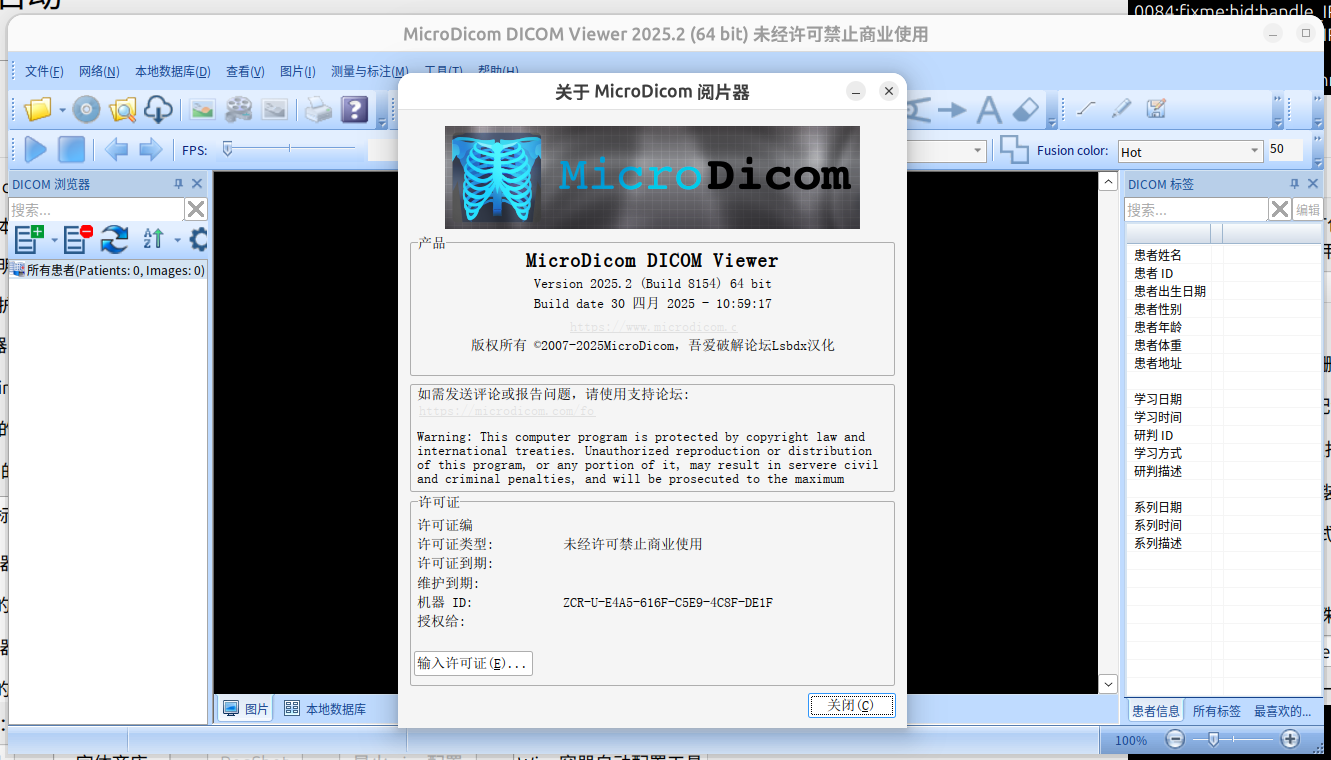 0084:fixme:hid:handle_IF
MicroDicom DICOM Viewer 2025.2 (64 bit) 未经许可禁止商业使用
文件(F) 网络(N) 本地数据库(D) 查看(V) 图片(I) 测量与标注(M) 工具(T) 帮助(H)
关于 MicroDicom 阅片器
FPS:
Fusion color: Hot 50
MicroDicom
DICOM 浏览器
搜索...
所有患者(Patients: 0, Images: 0)
产品
MicroDicom DICOM Viewer
Version 2025.2 (Build 8154) 64 bit
Build date 30 四月 2025 - 10:59:17
https://www.microdicom.c
版权所有 ©2007-2025MicroDicom, 吾爱破解论坛Lsbdx汉化
如需发送评论或报告问题, 请使用支持论坛:
https://microdicom.com/fo
Warning: This computer program is protected by copyright law and
international treaties. Unauthorized reproduction or distribution
of this program, or any portion of it, may result in servere civil
and criminal penalties, and will be prosecuted to the maximum
许可证
许可证编
许可证类型: 未经许可禁止商业使用
许可证到期:
维护到期:
机器 ID: ZCR-U-E4A5-616F-C5E9-4C8F-DE1F
授权给:
输入许可证(E)...
关闭(C)
DICOM 标签
搜索...
编辑
患者姓名
患者 ID
患者出生日期
患者性别
患者年龄
患者体重
患者地址
学习日期
学习时间
研判 ID
学习方式
研判描述
系列日期
系列时间
系列描述
图片 本地数据库
患者信息 所有标签 最喜欢的...
100%